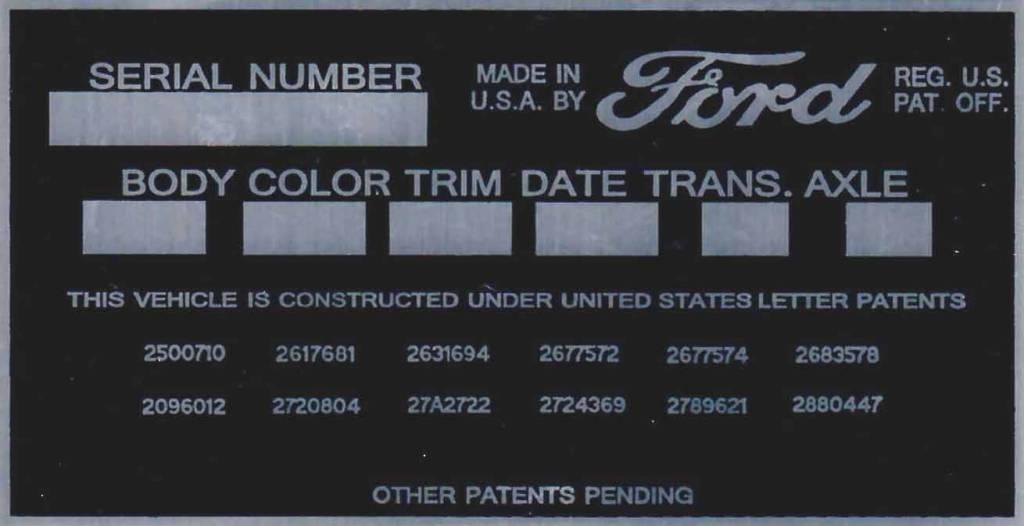 SERIAL NUMBER
MADE IN
U.S.A. BY
Ford
REG. U.S.
PAT. OFF.
BODY COLOR TRIM DATE TRANS. AXLE
THIS VEHICLE IS CONSTRUCTED UNDER UNITED STATES LETTER PATENTS
2500710 2617681 2631694 2677572 2677574 2683578
2096012 2720804 27A2722 2724369 2789621 2880447
OTHER PATENTS PENDING